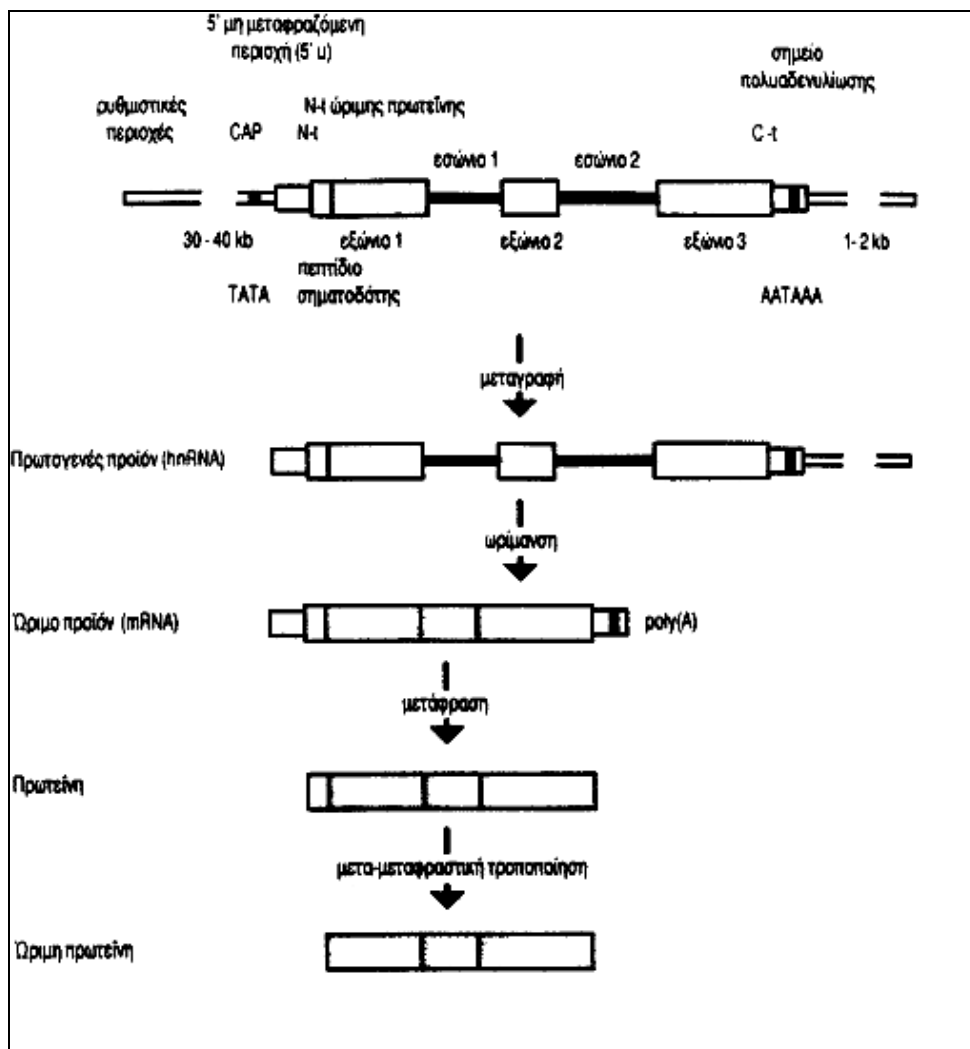 5' μη μεταφραζόμενη
περιοχή (5' μ)
σημείο
πολυαδενυλίωσης
ρυθμιστικές
περιοχές
N-t ώριμης πρωτεΐνης
CAP
N-t
C-t
εσώνιο 1
εσώνιο 2
30 - 40 kb
εξώνιο 1
εξώνιο 2
εξώνιο 3
1- 2 kb
πεπτίδιο
σηματοδότης
TATA
AATAAA
μεταγραφή
Πρωτογενές προϊόν (hnRNA)
ωρίμανση
Ώριμο προϊόν (mRNA)
poly(A)
μετάφραση
Πρωτεΐνη
μετα-μεταφραστική τροποποίηση
Ώριμη πρωτεΐνη